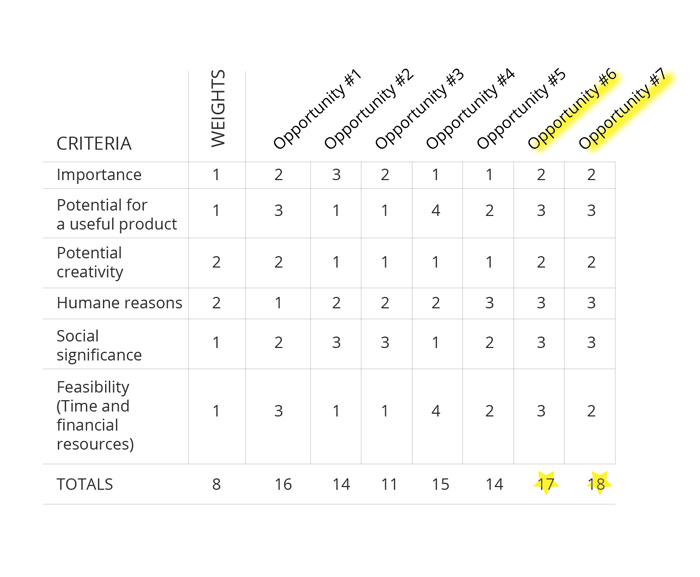 CRITERIA WEIGHTS Opportunity #1 Opportunity #2 Opportunity #3 Opportunity #4 Opportunity #5 Opportunity #6 Opportunity #7
Importance 1 2 3 2 1 1 2 2
Potential for
a useful product 1 3 1 1 4 2 3 3
Potential
creativity 2 2 1 1 1 1 2 2
Humane reasons 2 1 2 2 2 3 3 3
Social
significance 1 2 3 3 1 2 3 3
Feasibility
(Time and
financial
resources) 1 3 1 1 4 2 3 2
TOTALS 8 16 14 11 15 14 17 18